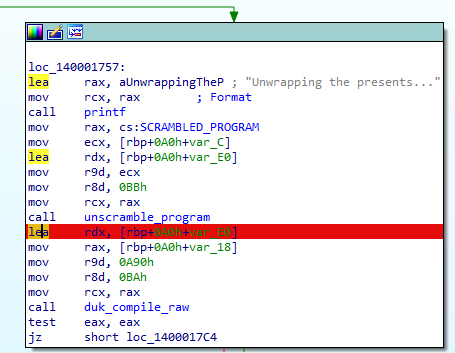 loc_140001757:
lea rax, aUnwrappingTheP ; "Unwrapping the presents..."
mov rcx, rax ; Format
call printf
mov rax, cs:SCRAMBLED_PROGRAM
mov ecx, [rbp+0A0h+var_C]
lea rdx, [rbp+0A0h+var_E0]
mov r9d, ecx
mov r8d, 0BBh
mov rcx, rax
call unscramble_program
lea rdx, [rbp+0A0h+var_E0]
mov rax, [rbp+0A0h+var_18]
mov r9d, 0A90h
mov r8d, 0BAh
mov rcx, rax
call duk_compile_raw
test eax, eax
jz short loc_1400017C4